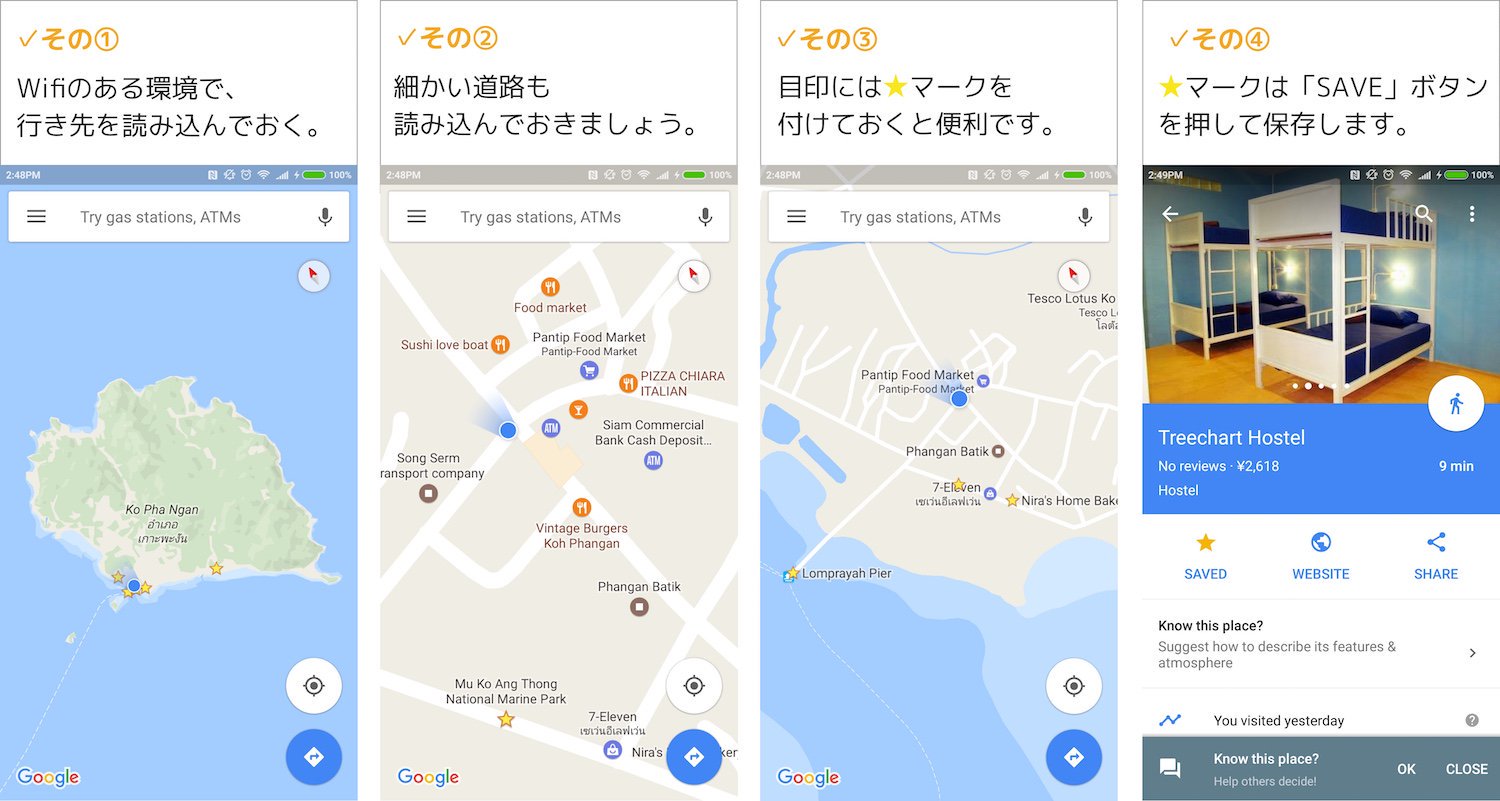 ✓その①
Wifiのある環境で、
行き先を読み込んでおく。
2:48PM
100%
Try gas stations, ATMs
Ko Pha Ngan
อำเภอ
เกาะพะงัน
Google
✓その②
細かい道路も
読み込んでおきましょう。
2:48PM
100%
Try gas stations, ATMs
Food market
Sushi love boat
Pantip Food Market
Pantip-Food Market
PIZZA CHIARA
ITALIAN
ATM
Siam Commercial
Bank Cash Deposit...
ATM
Song Serm
ransport company
Vintage Burgers
Koh Phangan
Phangan Batik
Mu Ko Ang Thong
National Marine Park
7-Eleven
เซเว่นอีเลฟเว่น
Nira's
ker
Google
✓その③
目印には★マークを
付けておくと便利です。
2:48PM
100%
Try gas stations, ATMs
Tesco Lotus Ko
Tesco L
โลตั
Pantip Food Market
Pantip-Food Market
Phangan Batik
7-Eleven
เซเว่นอีเลฟเว่น
Nira's Home Bake
Lomprayah Pier
Google
✓その④
★マークは「SAVE」ボタン
を押して保存します。
2:49PM
100%
Treechart Hostel
No reviews · ¥2,618
9 min
Hostel
SAVED
WEBSITE
SHARE
Know this place?
Suggest how to describe its features &
atmosphere
You visited yesterday
Know this place?
Help others decide!
OK
CLOSE